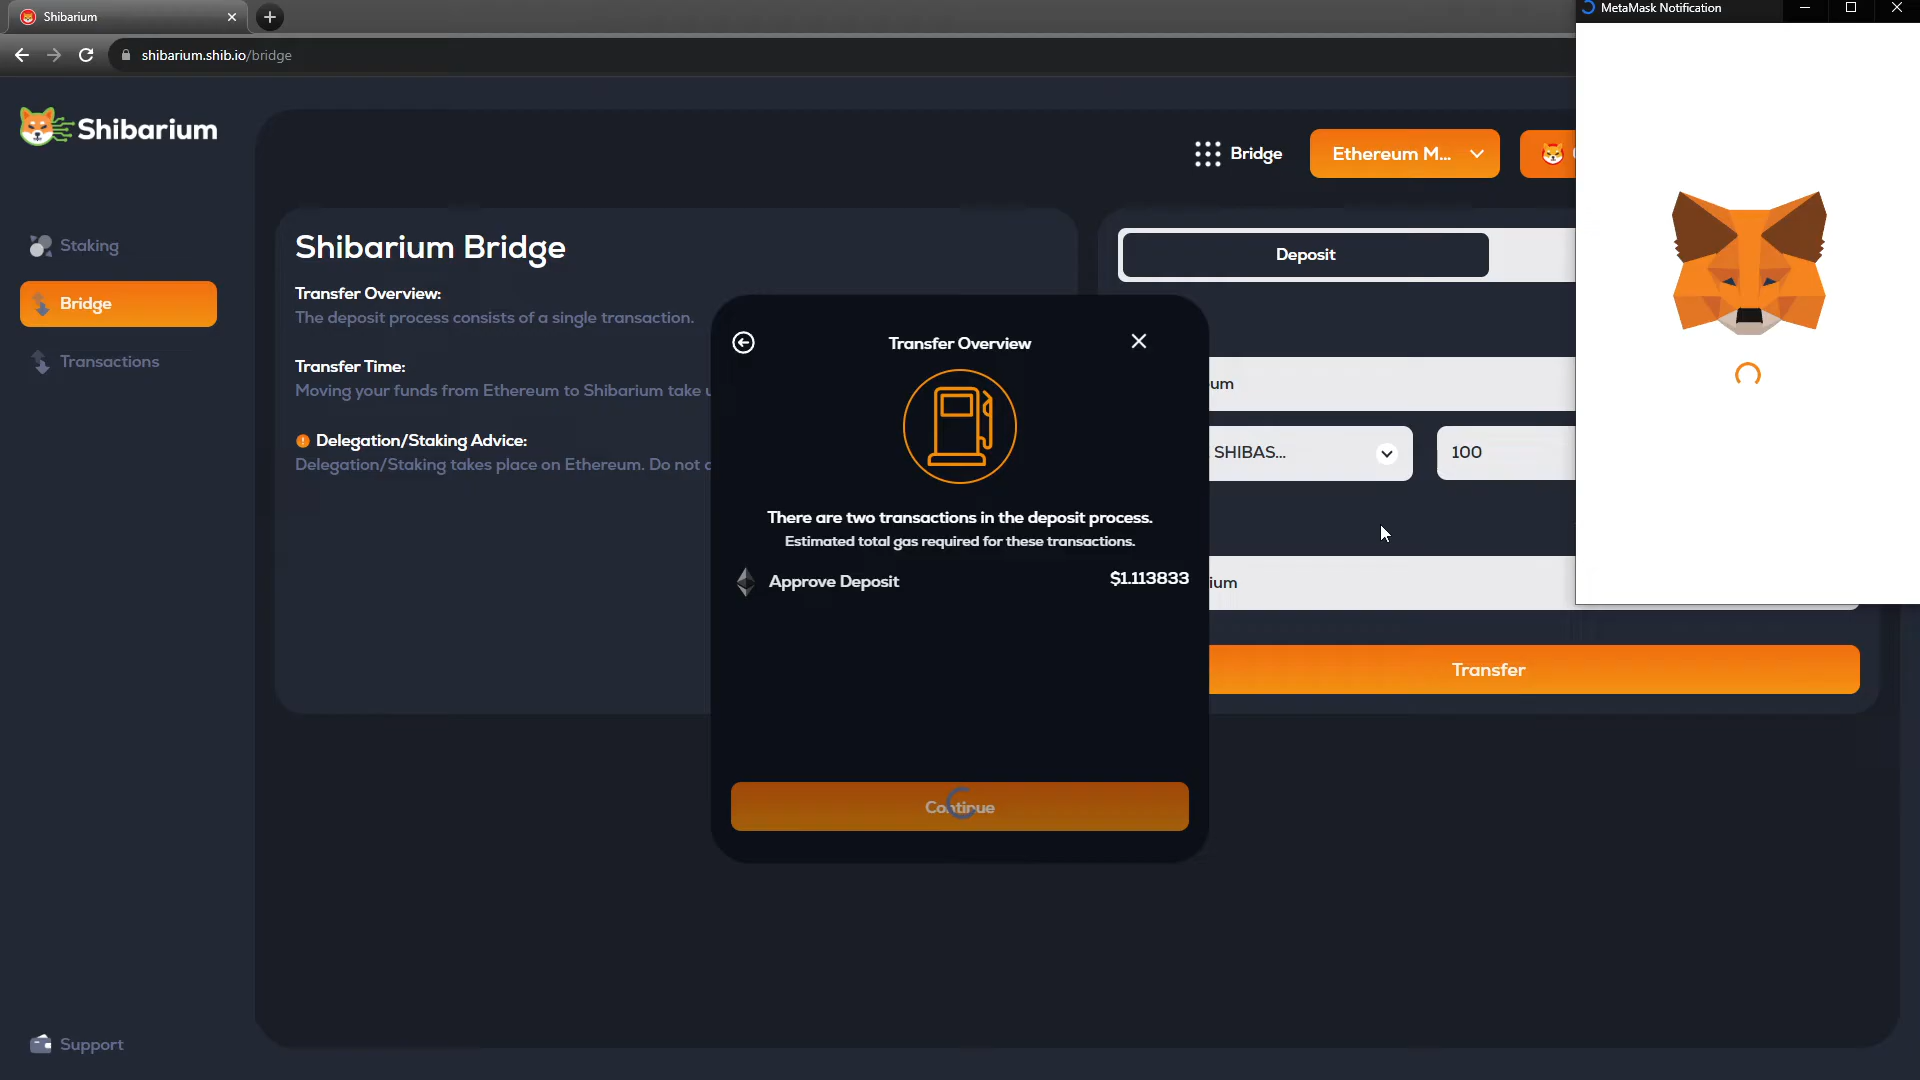 Shibarium
MetaMask Notification
shibarium.shib.io/bridge
Shibarium
Bridge
Ethereum M...
Staking
Bridge
Transactions
Support
Shibarium Bridge
Transfer Overview:
The deposit process consists of a single transaction.
Transfer Time:
Moving your funds from Ethereum to Shibarium take
Delegation/Staking Advice:
Delegation/Staking takes place on Ethereum. Do not
Deposit
um
SHIBAS...
100
ium
Transfer
Transfer Overview
There are two transactions in the deposit process.
Estimated total gas required for these transactions.
Approve Deposit
$1.113833
Continue